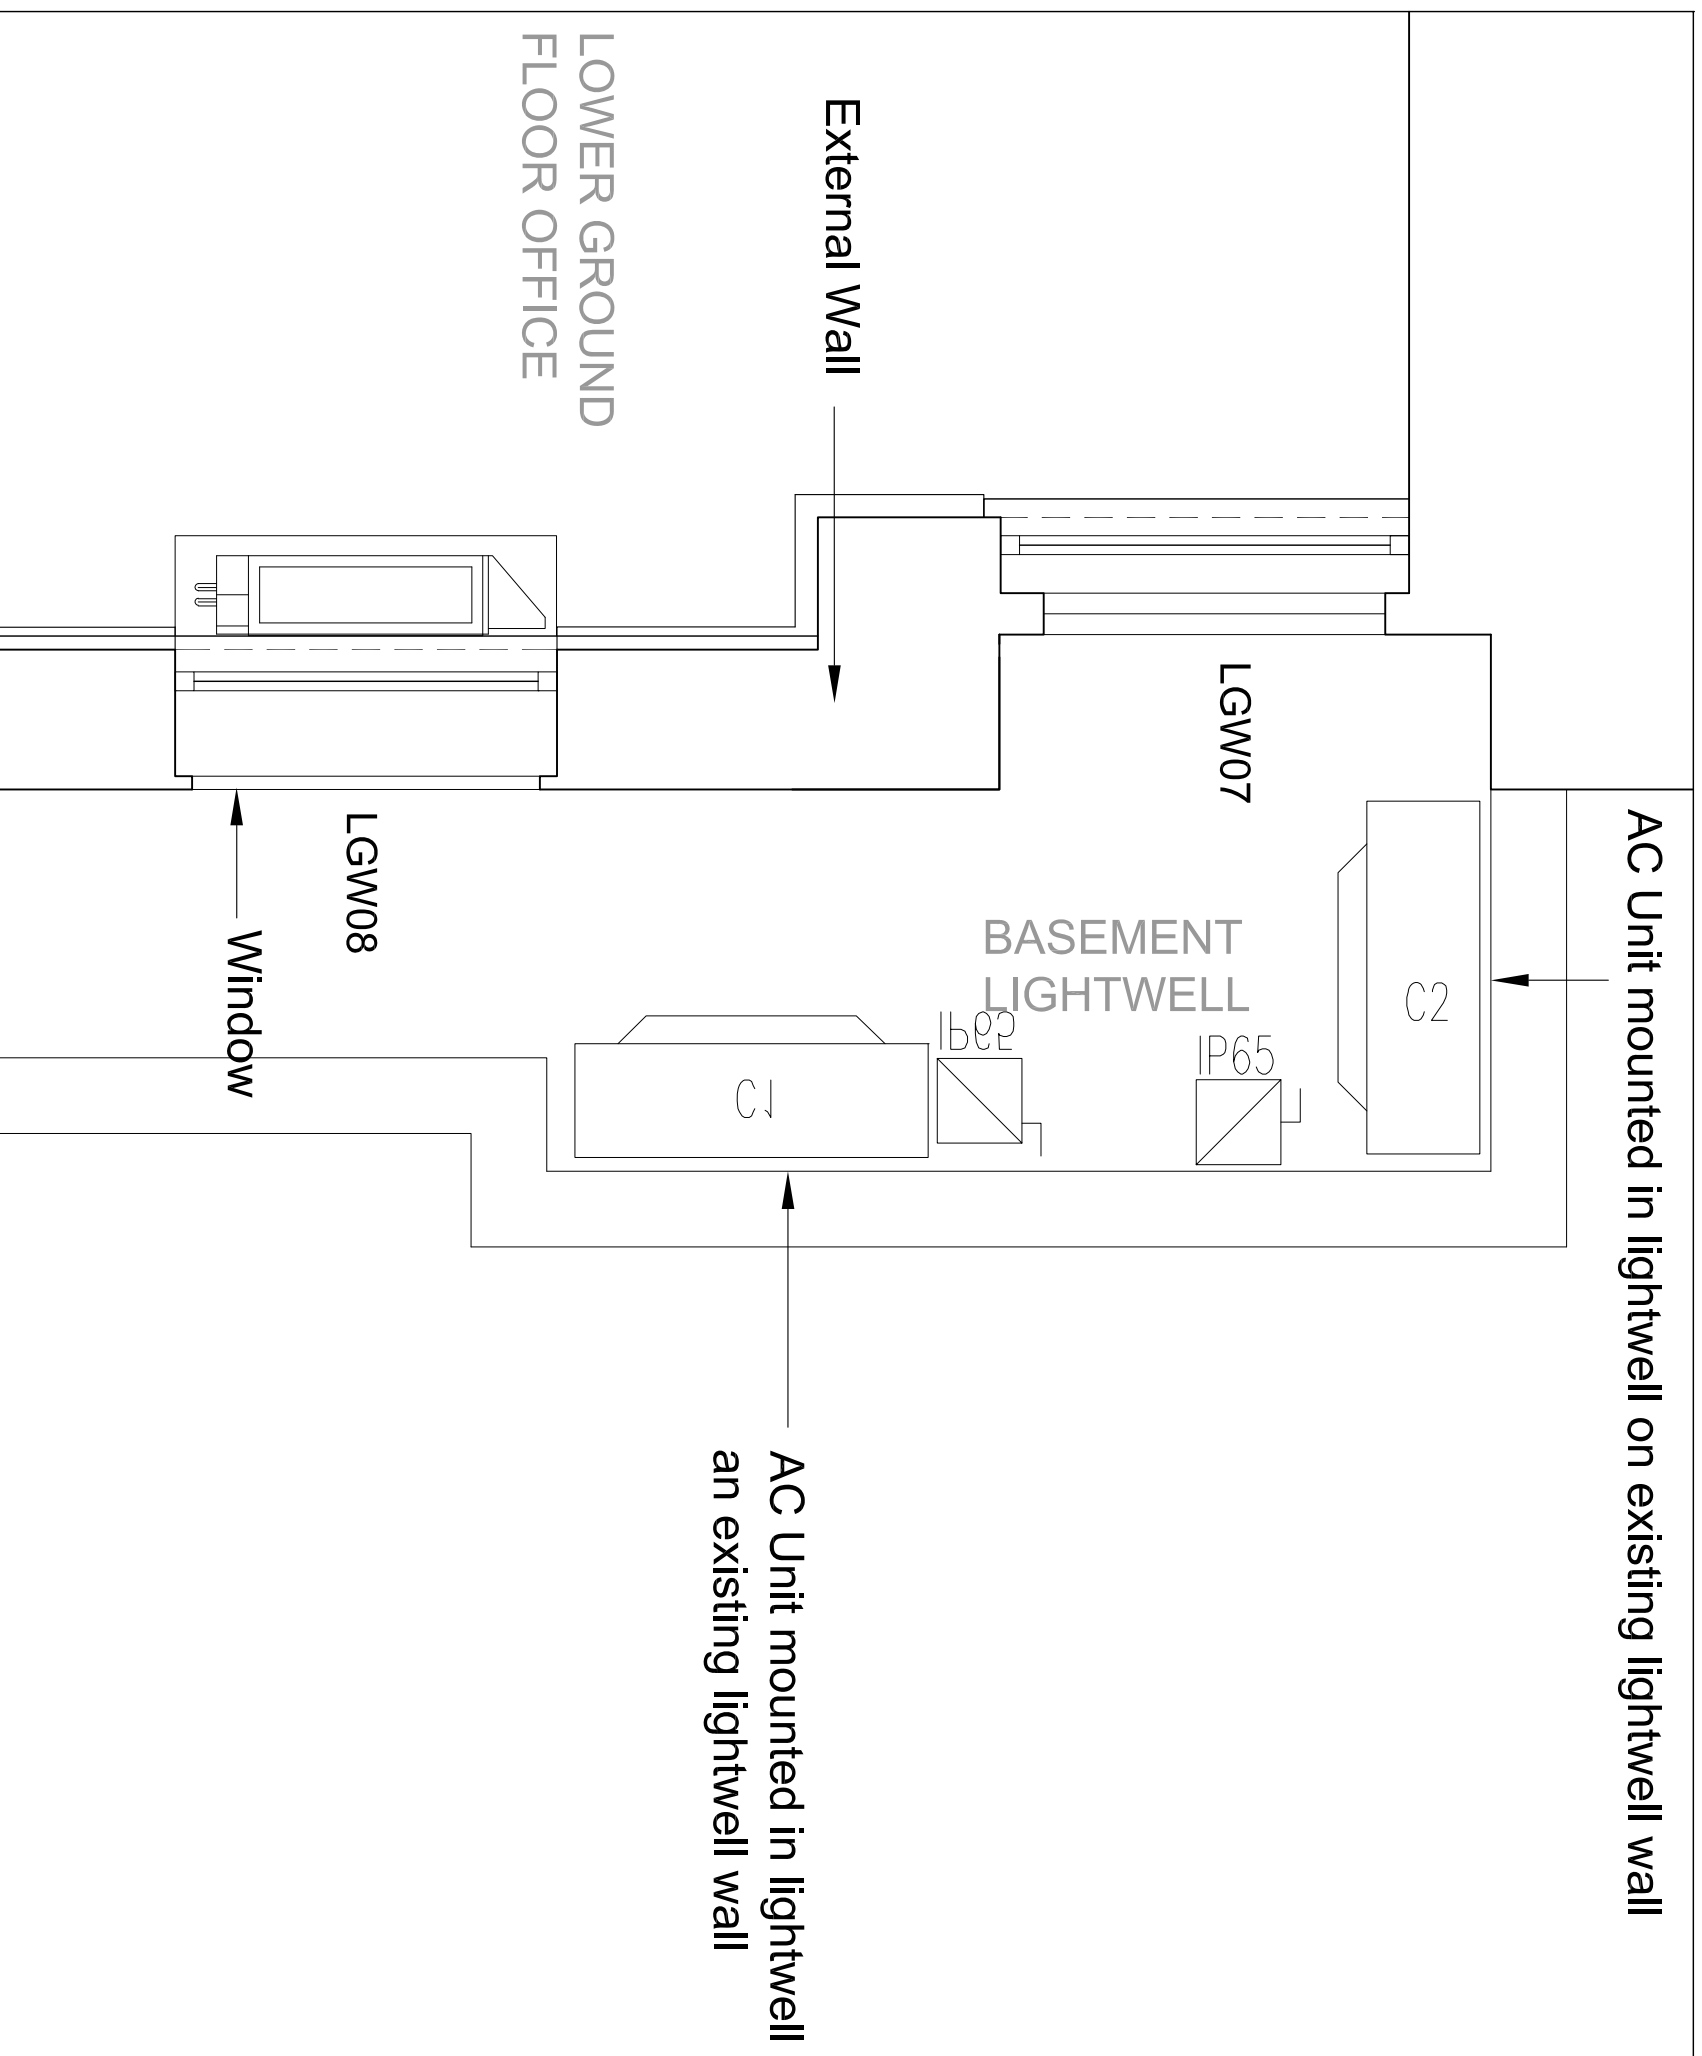 AC Unit mounted in lightwell on existing lightwell wall
LOWER GROUND
FLOOR OFFICE
External Wall
LGW07
LGW08
Window
BASEMENT
LIGHTWELL
IP65
IP65
C2
C1
AC Unit mounted in lightwell
an existing lightwell wall